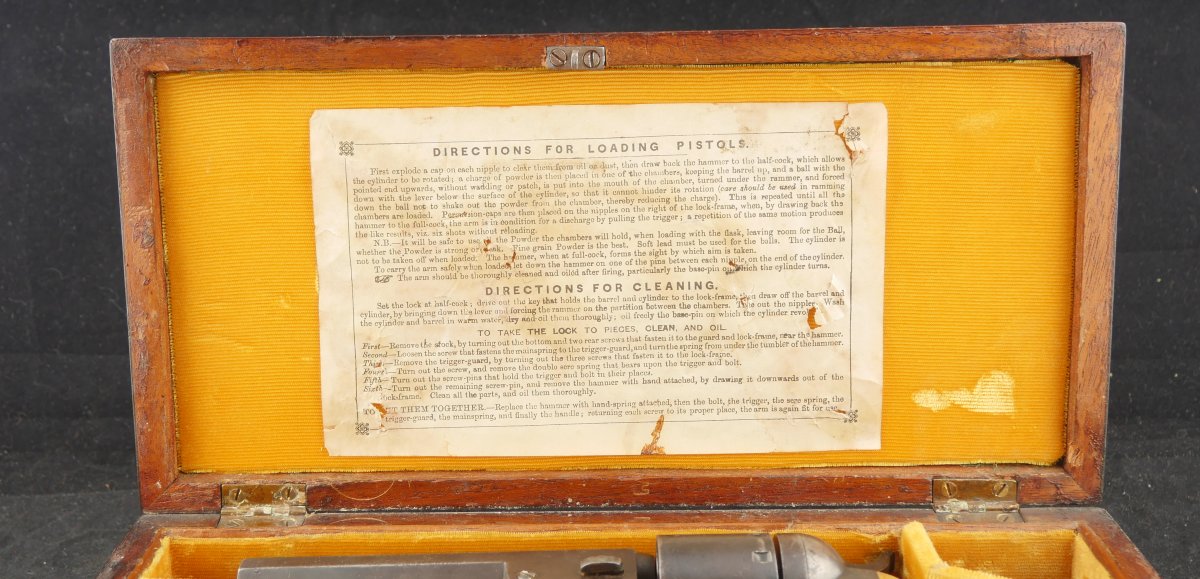 DIRECTIONS FOR LOADING PISTOLS.
First explode a cap on each nipple to clear them from oil or dust, then draw back the hammer to the half-cock, which allows
the cylinder to be rotated; a charge of powder is then placed in one of the chambers, keeping the barrel up, and a ball with the
pointed end upwards, without wadding or patch, is put into the mouth of the chamber, turned under the rammer, and forced
down with the lever below the surface of the cylinder, so that it cannot hinder its rotation (care should be used in ramming
down the ball not to shake out the powder from the chamber, thereby reducing the charge). This is repeated until all the
chambers are loaded. Percussion-caps are then placed on the nipples on the right of the lock-frame, when, by drawing back the
hammer to the full-cock, the arm is in condition for a discharge by pulling the trigger; a repetition of the same motion produces
the like results, viz. six shots without reloading.
N.B.—It will be safe to use all the Powder the chambers will hold, when loading with the flask, leaving room for the Ball,
whether the Powder is strong or weak. Fine grain Powder is the best. Soft lead must be used for the balls. The cylinder is
not to be taken off when loaded. The hammer, when at full-cock, forms the sight by which aim is taken.
To carry the arm safely when loaded, let down the hammer on one of the pins between each nipple, on the end of the cylinder.
☞ The arm should be thoroughly cleaned and oiled after firing, particularly the base-pin on which the cylinder turns.
DIRECTIONS FOR CLEANING.
Set the lock at half-cock; drive out the key that holds the barrel and cylinder to the lock-frame, then draw off the barrel and
cylinder, by bringing down the lever and forcing the rammer on the partition between the chambers. Take out the nipples. Wash
the cylinder and barrel in warm water, dry and oil them thoroughly; oil freely the base-pin on which the cylinder
TO TAKE THE LOCK TO PIECES, CLEAN, AND OIL.
First—Remove the stock, by turning out the bottom and two rear screws that fasten it to the guard and lock-frame, near the hammer.
Second—Loosen the screw that fastens the mainspring to the trigger-guard, and turn the spring from under the tumbler of the hammer.
Third—Remove the trigger-guard, by turning out the three screws that fasten it to the lock-frame.
Fourth—Turn out the screw, and remove the double sere spring that bears upon the trigger and bolt.
Fifth—Turn out the screw-pins that hold the trigger and bolt in their places.
Sixth—Turn out the remaining screw-pin, and remove the hammer with hand attached, by drawing it downwards out of the
locksframe. Clean all the parts, and oil them thoroughly.
TO SET THEM TOGETHER.—Replace the hammer with hand-spring attached, then the bolt, the trigger, the sere spring, the
trigger-guard, the mainspring, and finally the handle; returning each screw to its proper place, the arm is again fit for use.